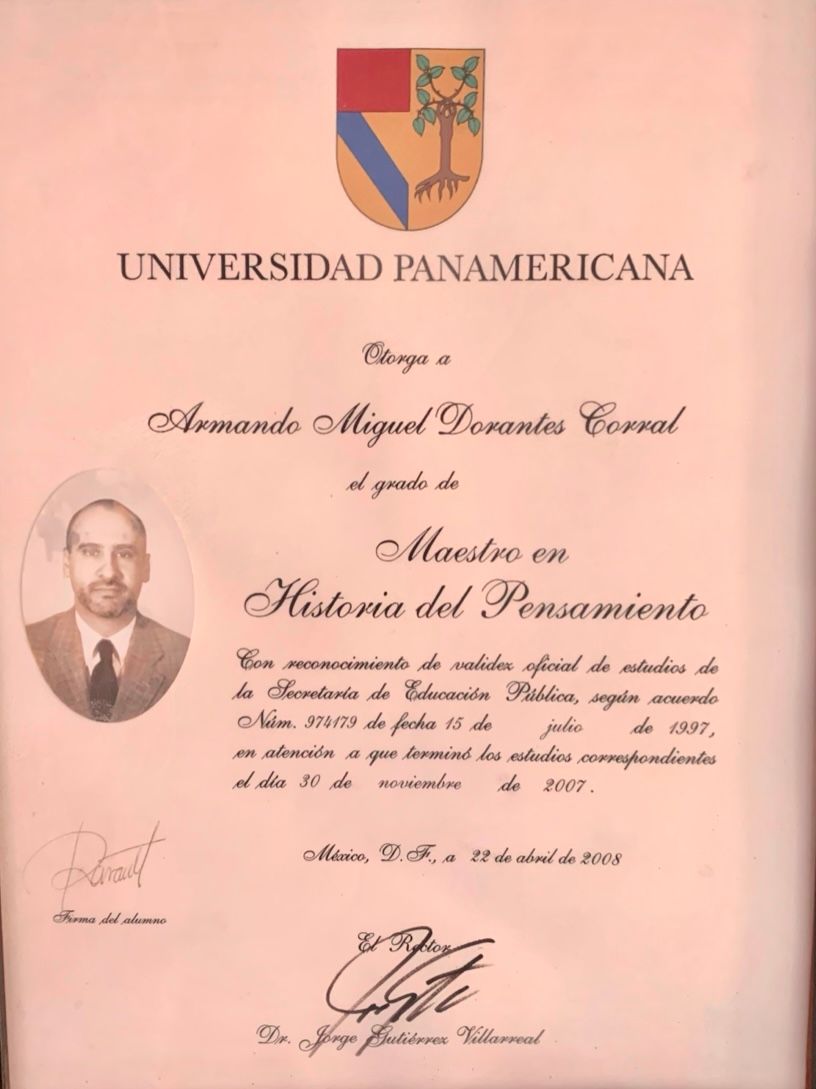 UNIVERSIDAD PANAMERICANA
Otorga a
Armando Miguel Dorantes Corral
el grado de
Maestro en
Historia del Pensamiento
Con reconocimiento de validez oficial de estudios de
la Secretaría de Educación Pública, según acuerdo
Núm. 974179 de fecha 15 de julio de 1997,
en atención a que terminó los estudios correspondientes
el día 30 de noviembre de 2007.
México, D. F., a 22 de abril de 2008
Firma del alumno
El Rector
Dr. Jorge Gutiérrez Villarreal